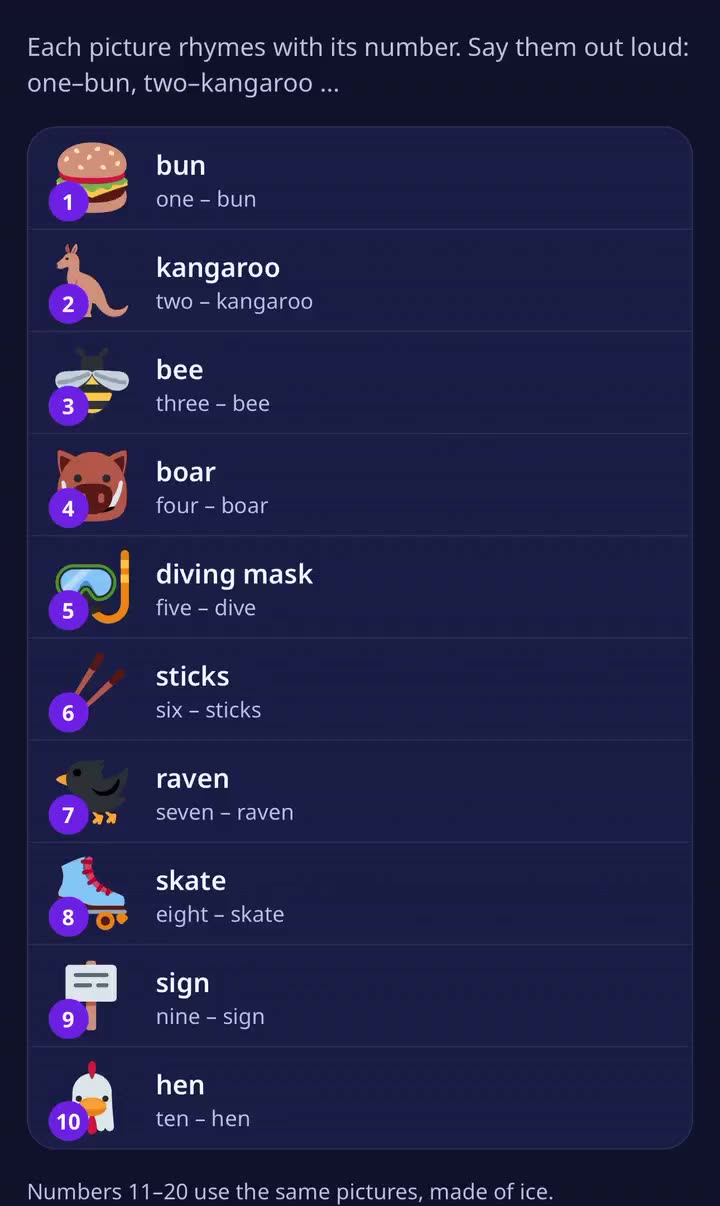 Each picture rhymes with its number. Say them out loud:
one–bun, two–kangaroo ...
1
bun
one – bun
2
kangaroo
two – kangaroo
3
bee
three – bee
4
boar
four – boar
5
diving mask
five – dive
6
sticks
six – sticks
7
raven
seven – raven
8
skate
eight – skate
9
sign
nine – sign
10
hen
ten – hen
Numbers 11–20 use the same pictures, made of ice.